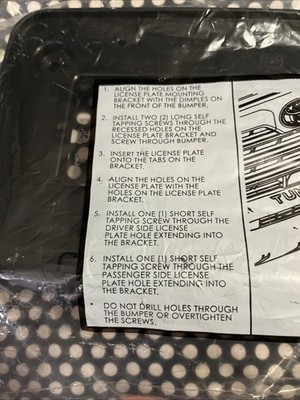 1. ALIGN THE HOLES ON THE
LICENSE PLATE MOUNTING
BRACKET WITH THE DIMPLES ON
THE FRONT OF THE BUMPER.
2. INSTALL TWO (2) LONG SELF
TAPPING SCREWS THROUGH THE
RECESSED HOLES ON THE
LICENSE PLATE BRACKET AND
SCREW THROUGH BUMPER.
3. INSERT THE LICENSE PLATE
ONTO THE TABS ON THE
BRACKET.
4. ALIGN THE HOLES ON THE
LICENSE PLATE WITH THE
HOLES ON THE LICENSE PLATE
BRACKET.
5. INSTALL ONE (1) SHORT SELF
TAPPING SCREW THROUGH THE
DRIVER SIDE LICENSE
PLATE HOLE EXTENDING INTO
THE BRACKET.
6. INSTALL ONE (1) SHORT SELF
TAPPING SCREW THROUGH THE
PASSENGER SIDE LICENSE
PLATE HOLE EXTENDING INTO
THE BRACKET.
* DO NOT DRILL HOLES THROUGH
THE BUMPER OR OVERTIGHTEN
THE SCREWS.